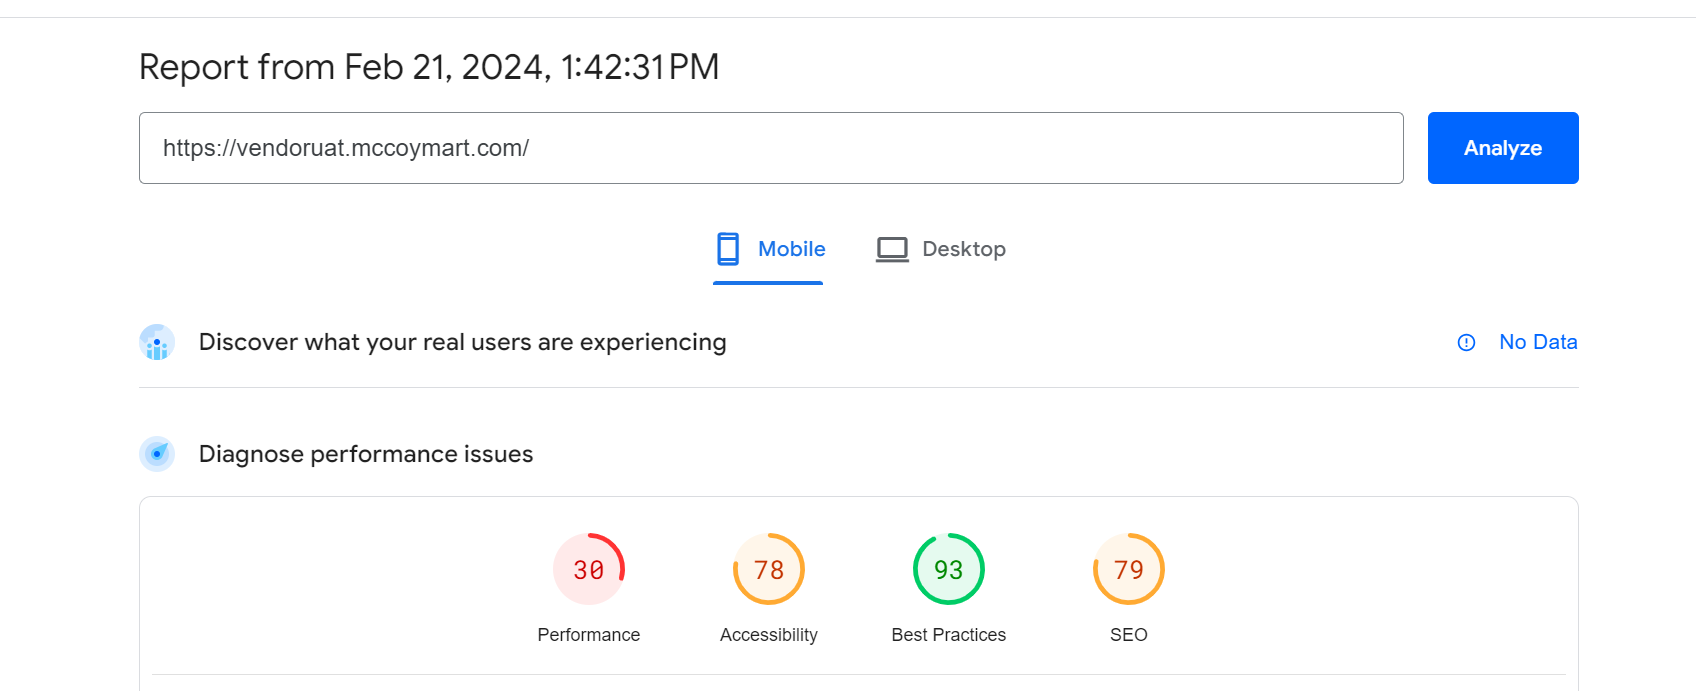 Report from Feb 21, 2024, 1:42:31 PM
https://vendoruat.mccoymart.com/
Analyze
Mobile
Desktop
Discover what your real users are experiencing
No Data
Diagnose performance issues
30
78
93
79
Performance
Accessibility
Best Practices
SEO